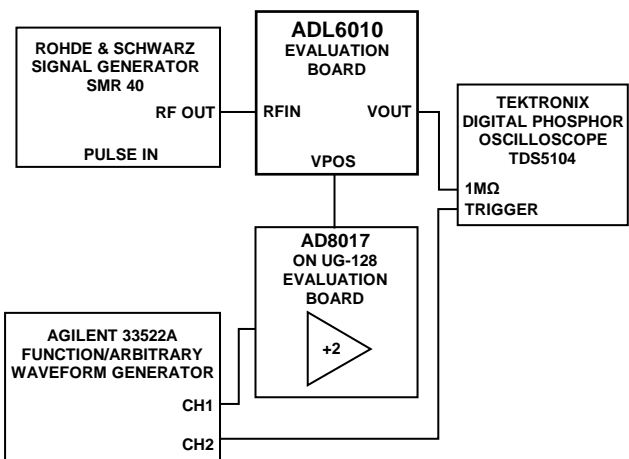 ROHDE & SCHWARZ
SIGNAL GENERATOR
SMR 40
RF OUT
PULSE IN
ADL6010
EVALUATION
BOARD
RFIN
VOUT
VPOS
TEKTRONIX
DIGITAL PHOSPHOR
OSCILLOSCOPE
TDS5104
1MΩ
TRIGGER
AD8017
ON UG-128
EVALUATION
BOARD
+2
AGILENT 33522A
FUNCTION/ARBITRARY
WAVEFORM GENERATOR
CH1
CH2